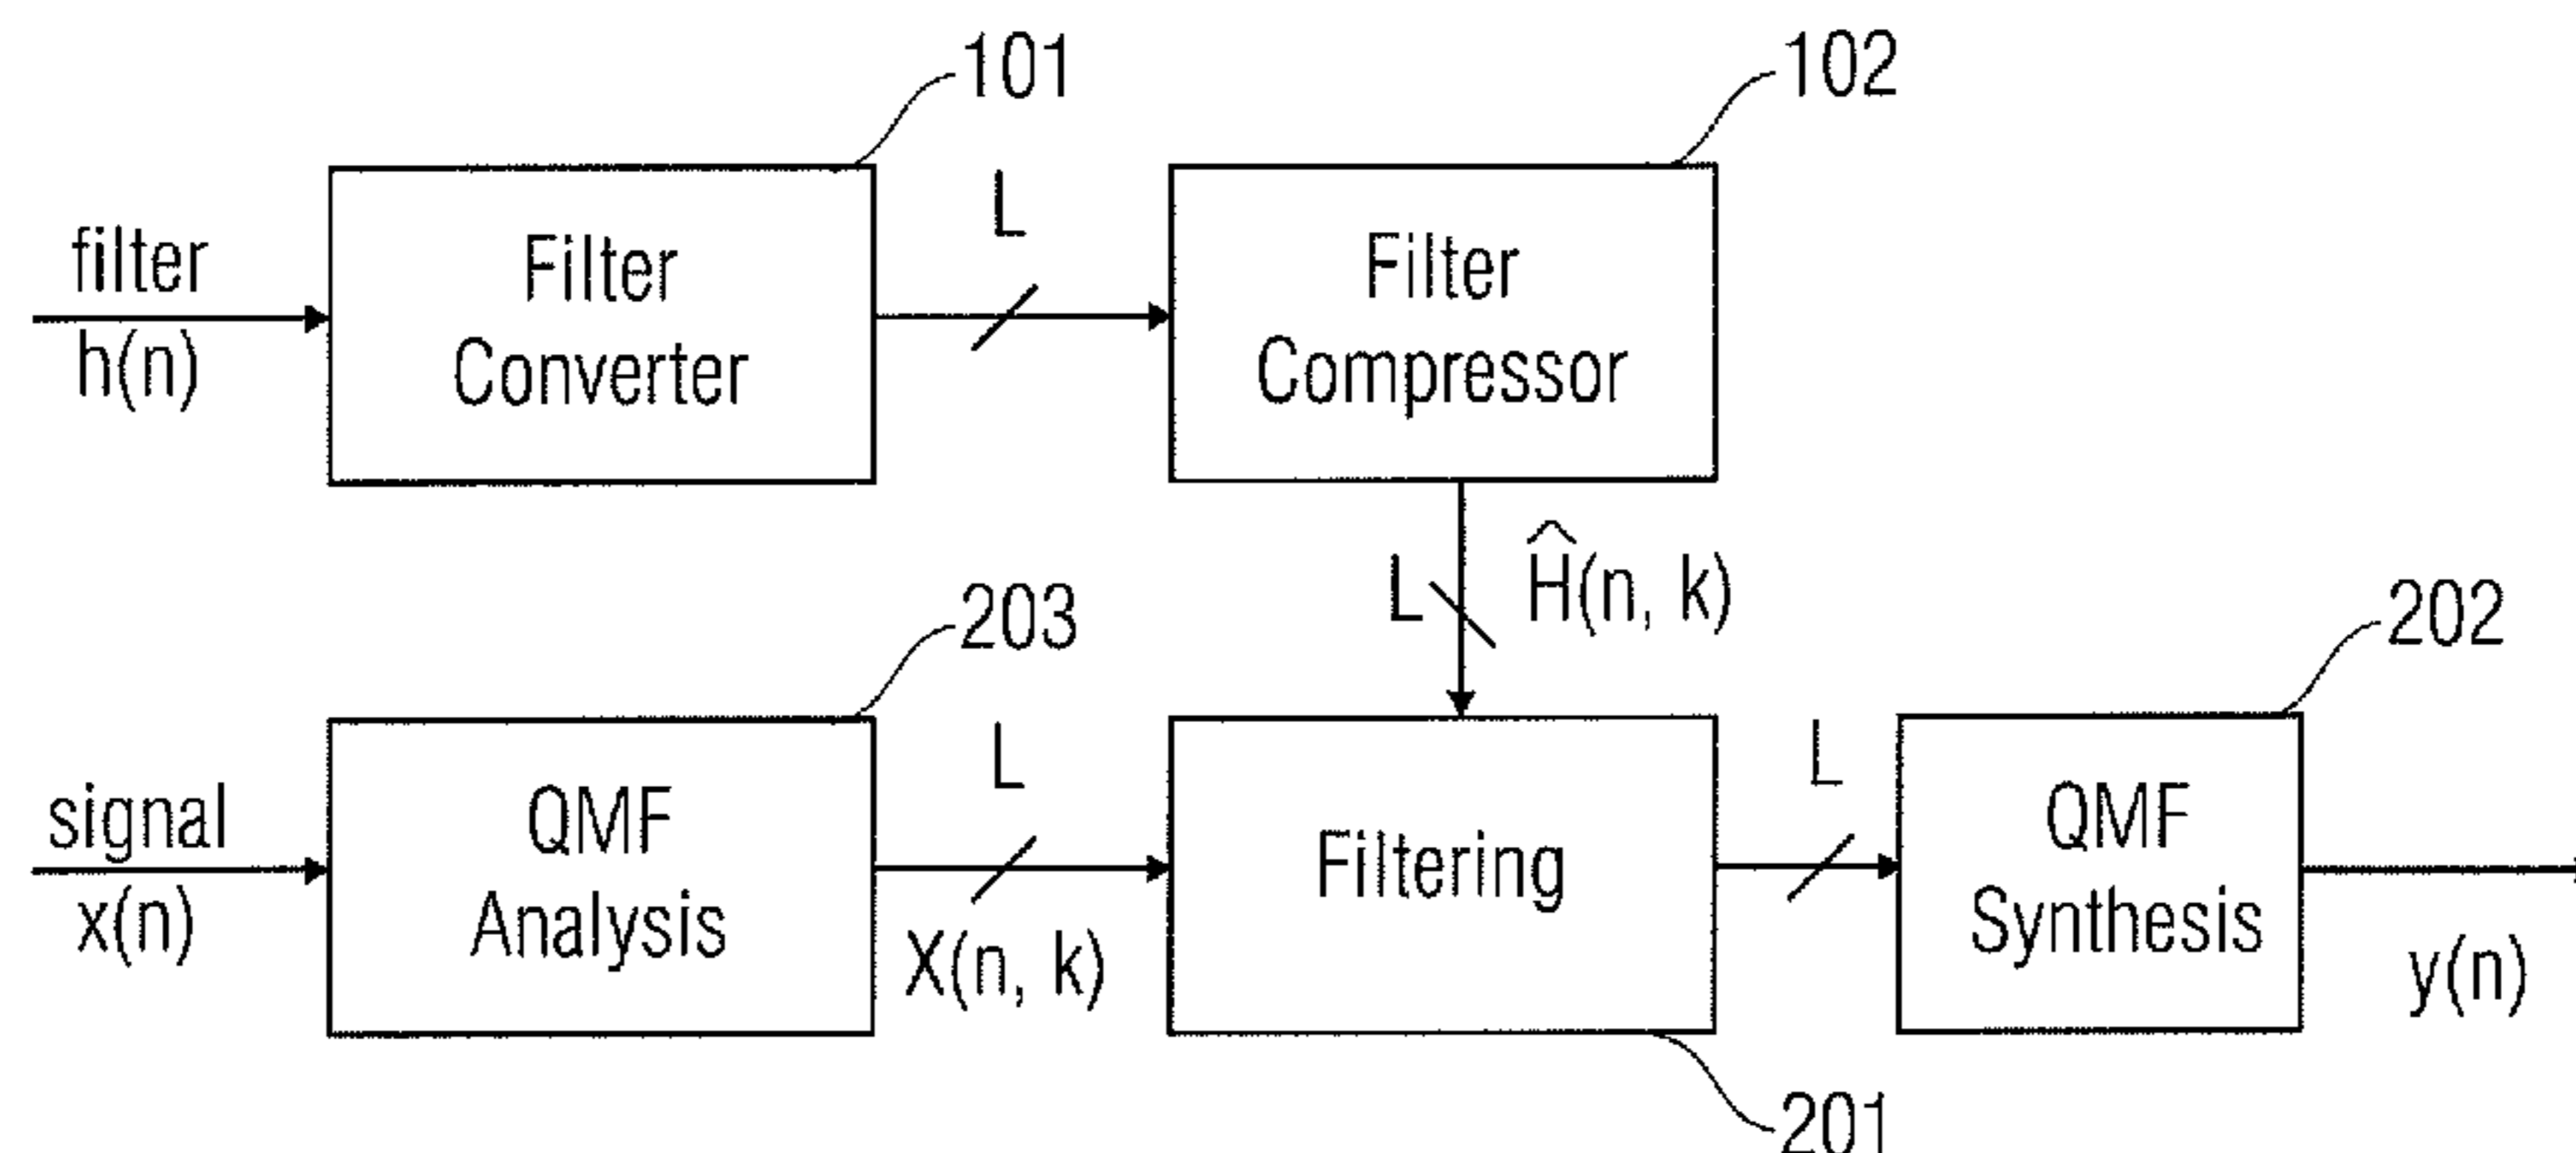 101
102
filter
h(n)
Filter
Converter
L
Filter
Compressor
L
Ĥ(n, k)
203
202
signal
x(n)
QMF
Analysis
L
X(n, k)
Filtering
L
QMF
Synthesis
y(n)
201